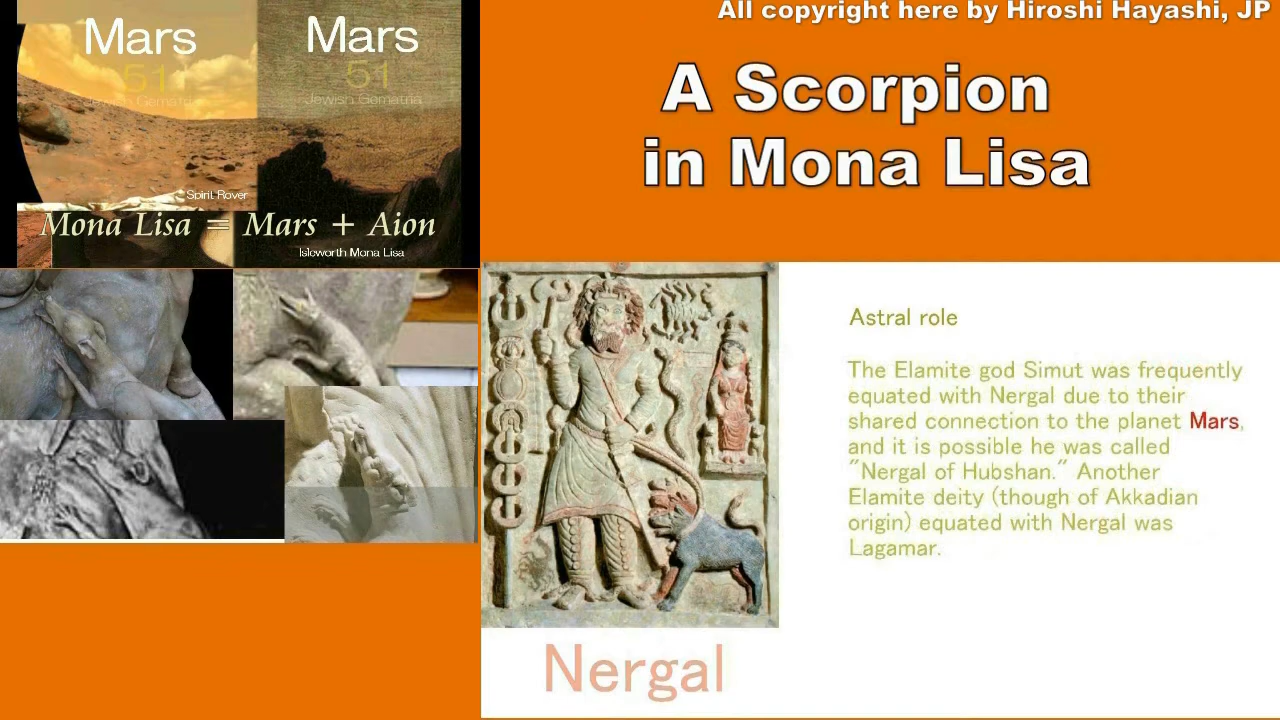 All copyright here by Hiroshi Hayashi, JP
A Scorpion
in Mona Lisa
Mars
51
Jewish Gematria
Mars
51
Jewish Gematria
Spirit Rover
Mona Lisa = Mars + Aion
Isleworth Mona Lisa
Astral role
The Elamite god Simut was frequently
equated with Nergal due to their
shared connection to the planet Mars,
and it is possible he was called
"Nergal of Hubshan." Another
Elamite deity (though of Akkadian
origin) equated with Nergal was
Lagamar.
Nergal